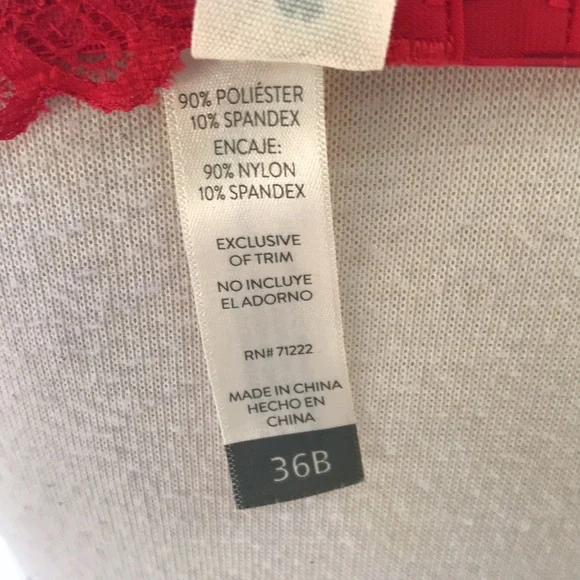 90% POLIÉSTER
10% SPANDEX
ENCAJE:
90% NYLON
10% SPANDEX
EXCLUSIVE
OF TRIM
NO INCLUYE
EL ADORNO
RN# 71222
MADE IN CHINA
HECHO EN
CHINA
36B